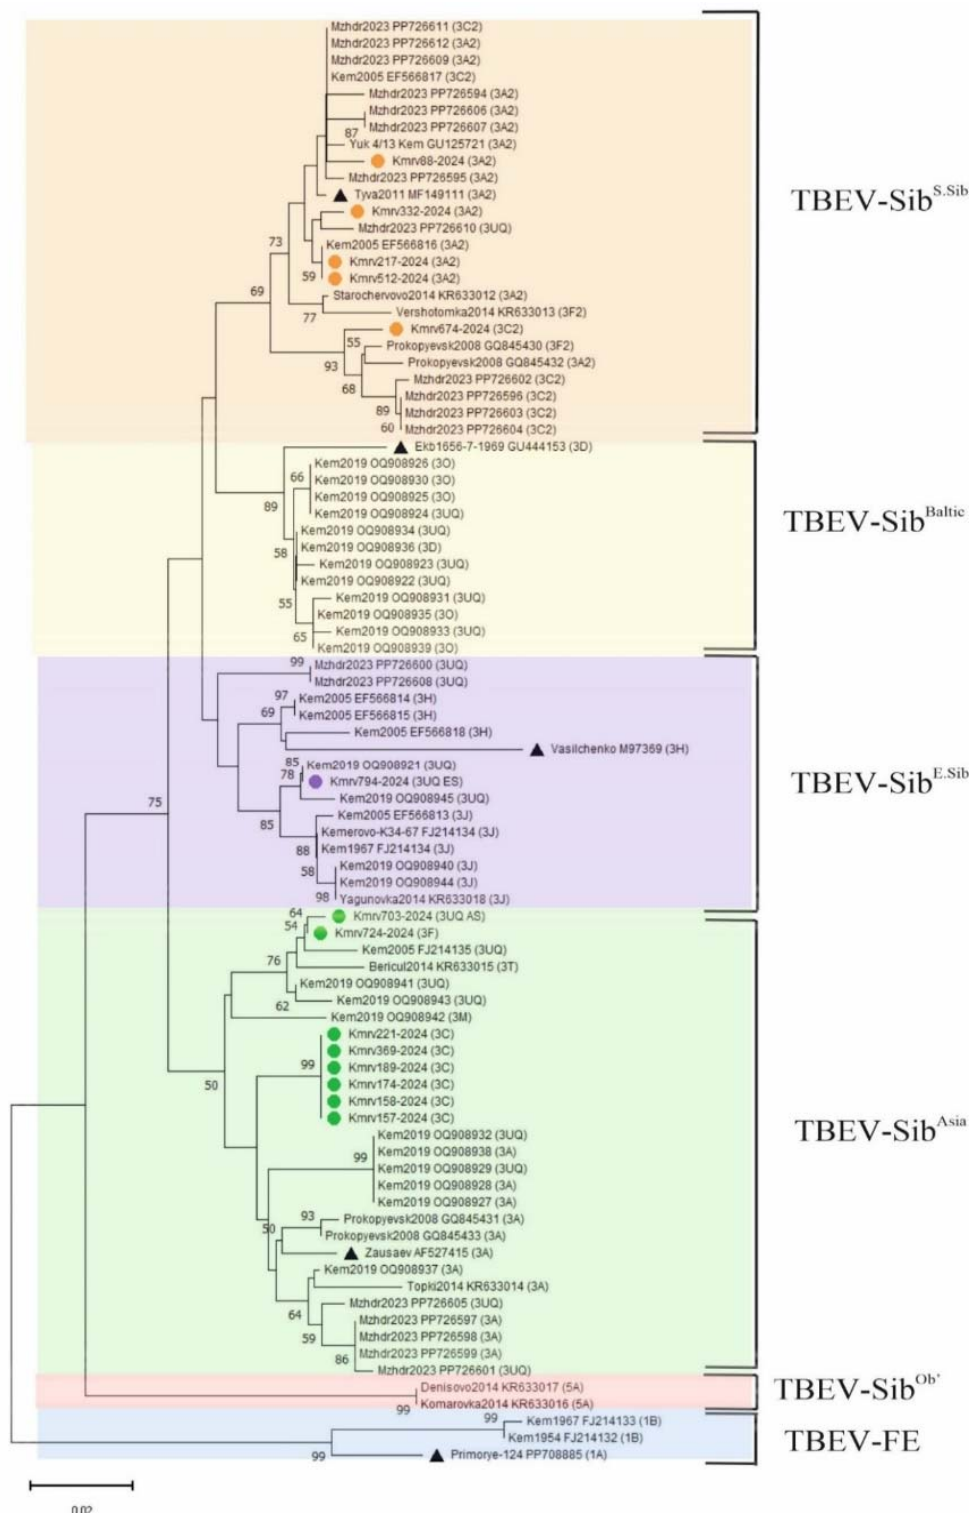 Mzhdr2023 PP726611 (3C2)
Mzhdr2023 PP726612 (3A2)
Mzhdr2023 PP726609 (3A2)
Kem2005 EF566817 (3C2)
Mzhdr2023 PP726594 (3A2)
Mzhdr2023 PP726606 (3A2)
87
Mzhdr2023 PP726607 (3A2)
Yuk 4/13 Kem GU125721 (3A2)
Kmrv88-2024 (3A2)
Mzhdr2023 PP726595 (3A2)
Tyva2011 MF149111 (3A2)
TBEV-Sib S.Sib
Kmrv332-2024 (3A2)
Mzhdr2023 PP726610 (3UQ)
73
Kem2005 EF566816 (3A2)
Kmrv217-2024 (3A2)
59
Kmrv512-2024 (3A2)
69
Starochervovo2014 KR633012 (3A2)
77
Vershotomka2014 KR633013 (3F2)
Kmrv674-2024 (3C2)
55
Prokopyevsk2008 GQ845430 (3F2)
93
Prokopyevsk2008 GQ845432 (3A2)
68
Mzhdr2023 PP726602 (3C2)
Mzhdr2023 PP726596 (3C2)
89
Mzhdr2023 PP726603 (3C2)
60
Mzhdr2023 PP726604 (3C2)
Ekb1656-7-1969 GU444153 (3D)
Kem2019 OQ908926 (3O)
66
Kem2019 OQ908930 (3O)
Kem2019 OQ908925 (3O)
89
Kem2019 OQ908924 (3UQ)
TBEV-Sib Baltic
Kem2019 OQ908934 (3UQ)
58
Kem2019 OQ908936 (3D)
Kem2019 OQ908923 (3UQ)
Kem2019 OQ908922 (3UQ)
55
Kem2019 OQ908931 (3UQ)
Kem2019 OQ908935 (3O)
65
Kem2019 OQ908933 (3UQ)
Kem2019 OQ908939 (3O)
99
Mzhdr2023 PP726600 (3UQ)
Mzhdr2023 PP726608 (3UQ)
97
Kem2005 EF566814 (3H)
69
Kem2005 EF566815 (3H)
Kem2005 EF566818 (3H)
Vasilchenko M97369 (3H)
85
Kem2019 OQ908921 (3UQ)
78
Kmrv794-2024 (3UQ ES)
TBEV-Sib E.Sib
Kem2019 OQ908945 (3UQ)
75
85
Kem2005 EF566813 (3J)
Kemerovo-K34-67 FJ214134 (3J)
88
Kem1967 FJ214134 (3J)
58
Kem2019 OQ908940 (3J)
Kem2019 OQ908944 (3J)
98
Yagunovka2014 KR633018 (3J)
64
Kmrv703-2024 (3UQ AS)
54
Kmrv724-2024 (3F)
Kem2005 FJ214135 (3UQ)
76
Bericul2014 KR633015 (3T)
Kem2019 OQ908941 (3UQ)
62
Kem2019 OQ908943 (3UQ)
Kem2019 OQ908942 (3M)
Kmrv221-2024 (3C)
Kmrv369-2024 (3C)
99
Kmrv189-2024 (3C)
50
Kmrv174-2024 (3C)
Kmrv158-2024 (3C)
Kmrv157-2024 (3C)
TBEV-Sib Asia
Kem2019 OQ908932 (3UQ)
Kem2019 OQ908938 (3A)
99
Kem2019 OQ908929 (3UQ)
Kem2019 OQ908928 (3A)
Kem2019 OQ908927 (3A)
93
Prokopyevsk2008 GQ845431 (3A)
50
Prokopyevsk2008 GQ845433 (3A)
Zausaev AF527415 (3A)
Kem2019 OQ908937 (3A)
Topki2014 KR633014 (3A)
64
Mzhdr2023 PP726605 (3UQ)
Mzhdr2023 PP726597 (3A)
59
Mzhdr2023 PP726598 (3A)
Mzhdr2023 PP726599 (3A)
86
Mzhdr2023 PP726601 (3UQ)
Denisovo2014 KR633017 (5A)
TBEV-Sib Ob'
99
Komarovka2014 KR633016 (5A)
99
Kem1967 FJ214133 (1B)
Kem1954 FJ214132 (1B)
TBEV-FE
99
Primorye-124 PP708885 (1A)
0.02